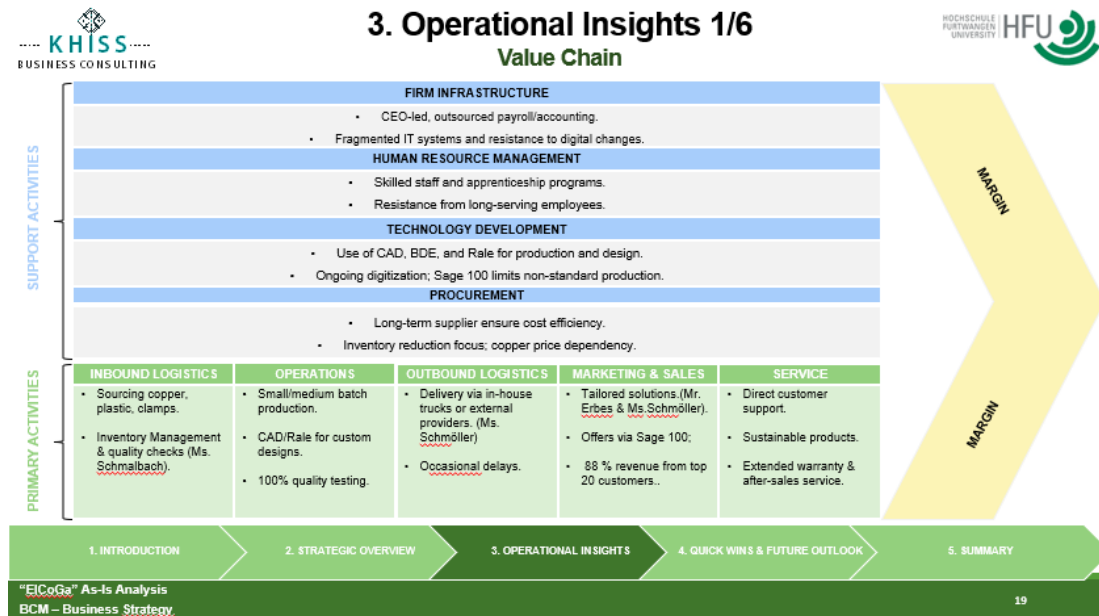 3. Operational Insights 1/6
Value Chain
KHISS
BUSINESS CONSULTING
HOCHSCHULE
FURTWANGEN
UNIVERSITY
HFU
SUPPORT ACTIVITIES
FIRM INFRASTRUCTURE
• CEO-led, outsourced payroll/accounting.
• Fragmented IT systems and resistance to digital changes.
HUMAN RESOURCE MANAGEMENT
• Skilled staff and apprenticeship programs.
• Resistance from long-serving employees.
TECHNOLOGY DEVELOPMENT
• Use of CAD, BDE, and Rale for production and design.
• Ongoing digitization; Sage 100 limits non-standard production.
PROCUREMENT
• Long-term supplier ensure cost efficiency.
• Inventory reduction focus; copper price dependency.
MARGIN
MARGIN
PRIMARY ACTIVITIES
INBOUND LOGISTICS
• Sourcing copper,
plastic, clamps.
• Inventory Management
& quality checks (Ms.
Schmalbach).
OPERATIONS
• Small/medium batch
production.
• CAD/Rale for custom
designs.
• 100% quality testing.
OUTBOUND LOGISTICS
• Delivery via in-house
trucks or external
providers. (Ms.
Schmöller)
• Occasional delays.
MARKETING & SALES
• Tailored solutions.(Mr.
Erbes & Ms.Schmöller).
• Offers via Sage 100;
• 88 % revenue from top
20 customers..
SERVICE
• Direct customer
support.
• Sustainable products.
• Extended warranty &
after-sales service.
1. INTRODUCTION
2. STRATEGIC OVERVIEW
3. OPERATIONAL INSIGHTS
4. QUICK WINS & FUTURE OUTLOOK
5. SUMMARY
“ElCoGa” As-Is Analysis
BCM – Business Strategy
19